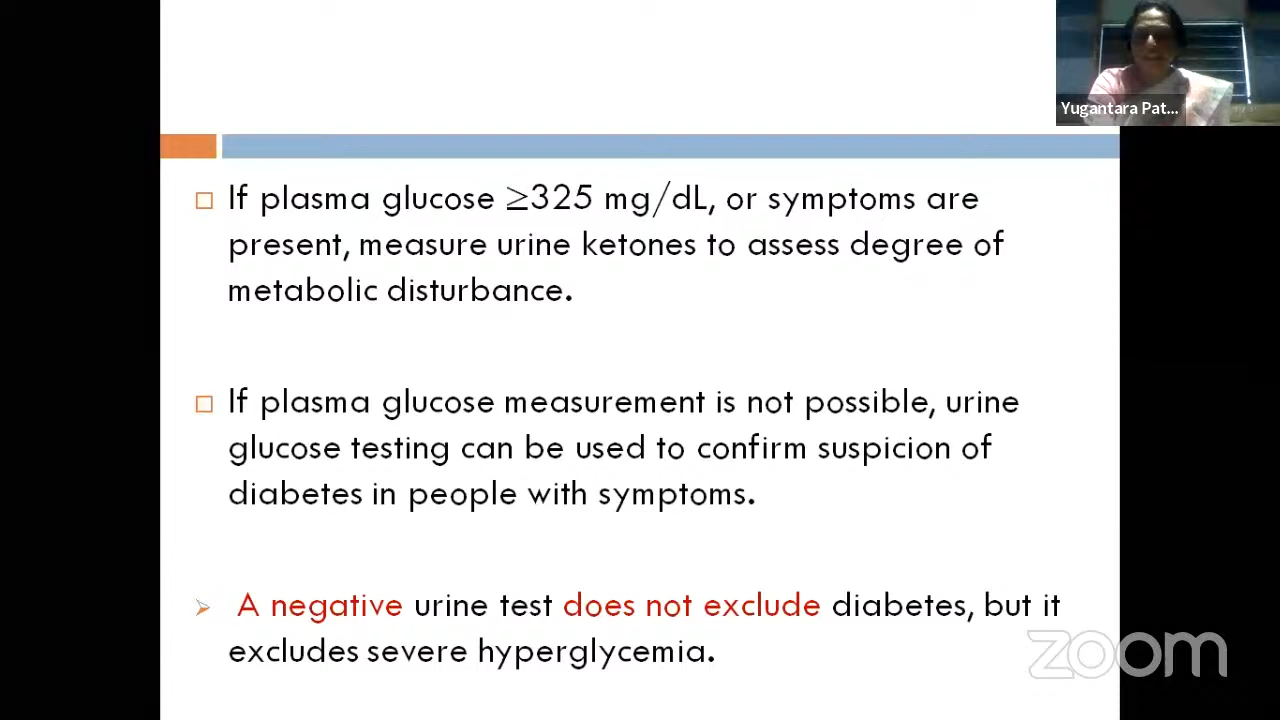 Yugantara Pat...
If plasma glucose ≥325 mg/dL, or symptoms are
present, measure urine ketones to assess degree of
metabolic disturbance.
If plasma glucose measurement is not possible, urine
glucose testing can be used to confirm suspicion of
diabetes in people with symptoms.
A negative urine test does not exclude diabetes, but it
excludes severe hyperglycemia.
zoom